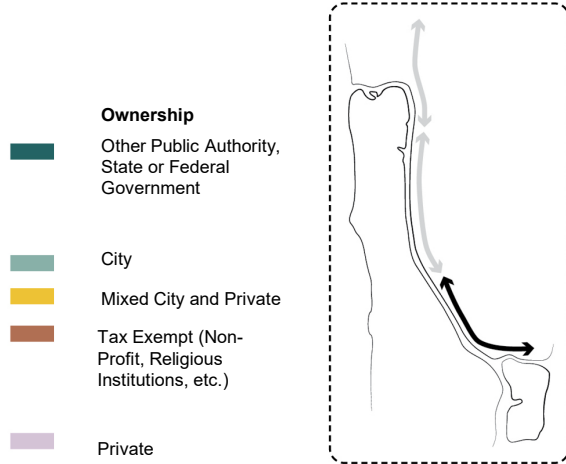 Ownership
Other Public Authority,
State or Federal
Government
City
Mixed City and Private
Tax Exempt (Non-
Profit, Religious
Institutions, etc.)
Private